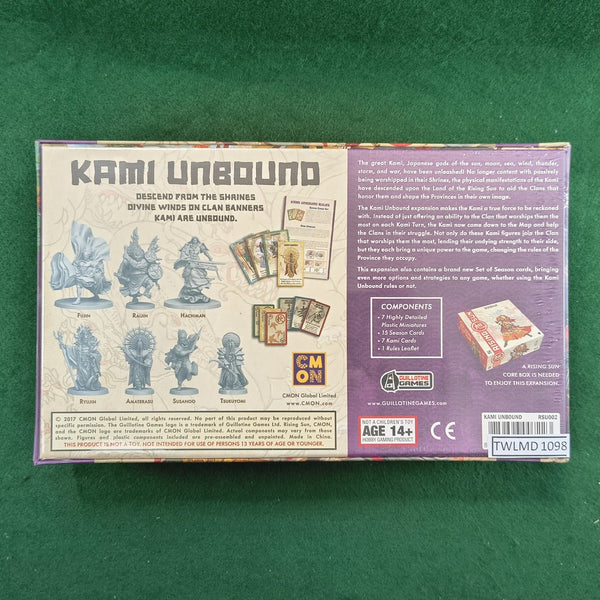 KAMI UNBOUND
DESCEND FROM THE SHRINES
DIVINE WINDS ON CLAN BANNERS
KAMI ARE UNBOUND.
FUJIN
RAIJIN
HACHIMAN
RYUJIN
AMATERASU
SUSANOO
TSUKUYOMI
CMON
CMON Global Limited
WWW.CMON.COM
© 2017 CMON Global Limited, all rights reserved. No part of this product may be reproduced without
specific permission. The Guillotine Games logo is a trademark of Guillotine Games Ltd. Rising Sun, CMON,
and the CMON logo are trademarks of CMON Global Limited. Actual components may vary from those
shown. Figures and plastic components included are pre-assembled and unpainted. Made in China.
THIS PRODUCT IS NOT A TOY. NOT INTENDED FOR USE OF PERSONS 13 YEARS OF AGE OR YOUNGER.
The great Kami, Japanese gods of the sun, moon, sea, wind, thunder,
storm, and war, have been unleashed! No longer content with passively
being worshipped in their Shrines, the physical manifestations of the Kami
have descended upon the Land of the Rising Sun to aid the Clans that
honor them and shape the Provinces in their own image.
The Kami Unbound expansion makes the Kami a true force to be reckoned
with. Instead of just offering an ability to the Clan that worships them most
on each Kami Turn, the Kami now come down to the Map and help
the Clans in their struggle. Not only do these Kami figures join the Clan
that worships them the most, lending their undying strength to their side,
but they each bring a unique power to the game, changing the rules of the
Province they occupy.
This expansion also contains a brand new Set of Season cards, bringing
even more options and strategies to any game, whether using the Kami
Unbound rules or not.
COMPONENTS
• 7 Highly Detailed
Plastic Miniatures
• 15 Season Cards
• 7 Kami Cards
• 1 Rules Leaflet
RISING SUN
A RISING SUN
CORE BOX IS NEEDED
TO ENJOY THIS EXPANSION.
GUILLOTINE
GAMES
WWW.GUILLOTINEGAMES.COM
NOT A CHILDREN'S TOY
AGE 14+
HOBBY GAMING PRODUCT
CE
KAMI UNBOUND RSU002
TWLMD 1098